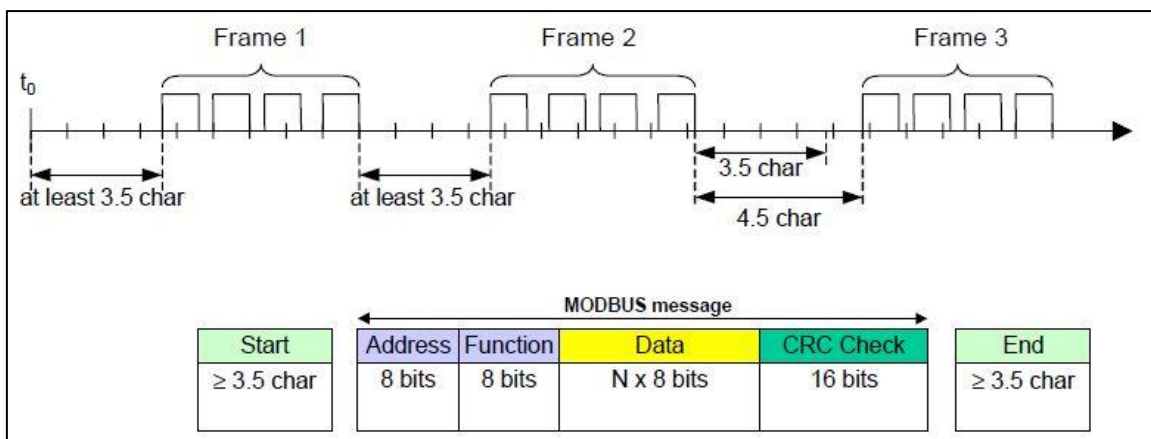 Frame 1 Frame 2 Frame 3
t0
3.5 char
at least 3.5 char at least 3.5 char
4.5 char
MODBUS message
Start Address Function Data CRC Check End
≥ 3.5 char 8 bits 8 bits N x 8 bits 16 bits ≥ 3.5 char